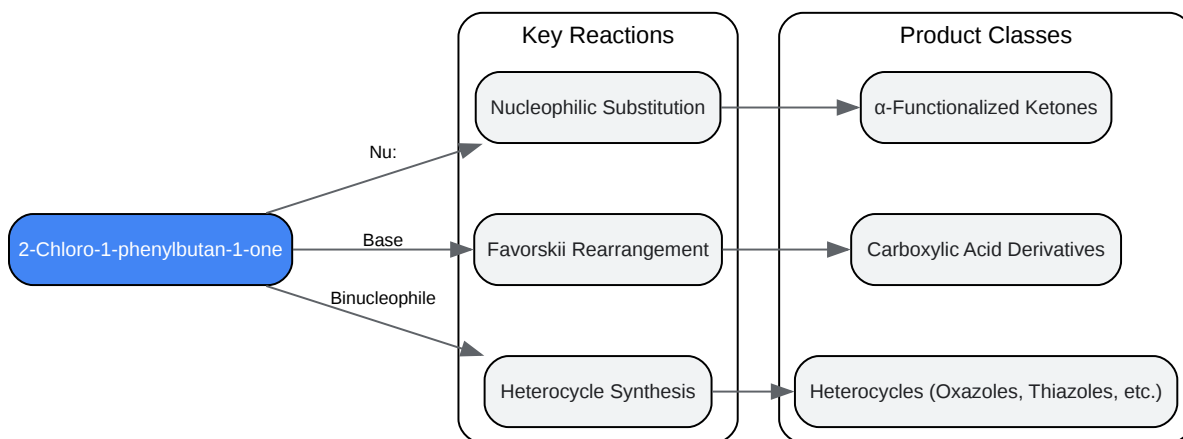 Key Reactions
Product Classes
Nucleophilic Substitution
α-Functionalized Ketones
Nu:
2-Chloro-1-phenylbutan-1-one
Base
Favorskii Rearrangement
Carboxylic Acid Derivatives
Binucleophile
Heterocycle Synthesis
Heterocycles (Oxazoles, Thiazoles, etc.)